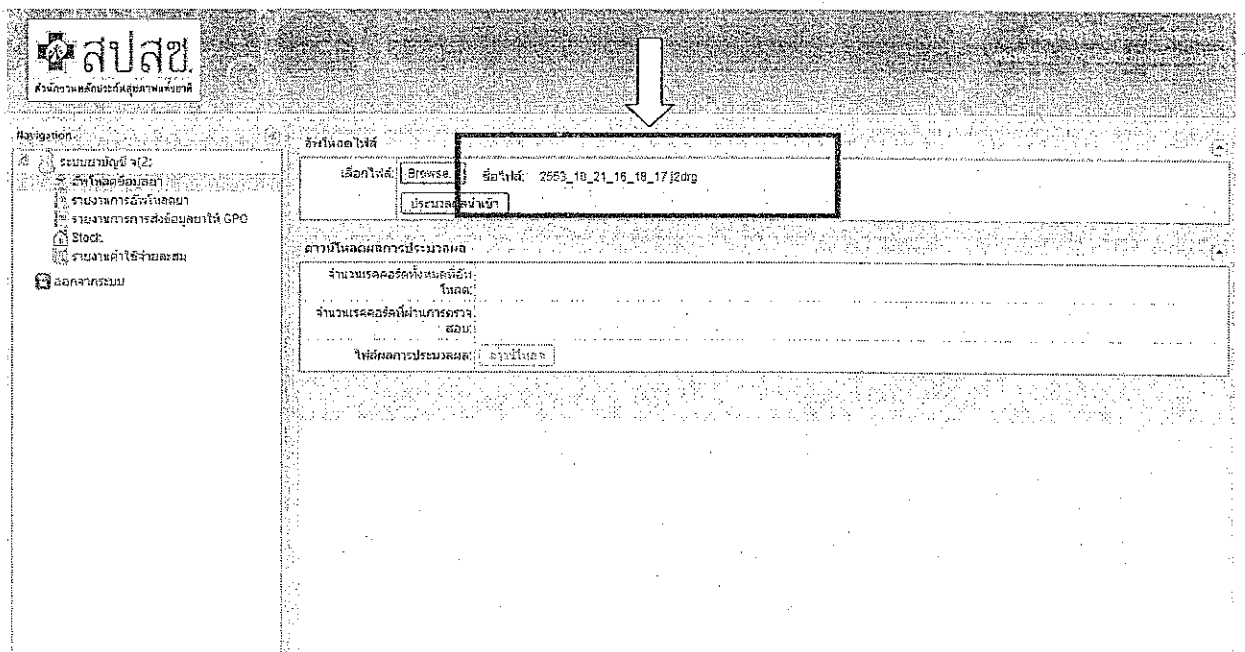 สปสช.
สำนักงานหลักประกันสุขภาพแห่งชาติ
Navigation
ระบบยาบัญชี จ(2)
อัพโหลดข้อมูลยา
รายงานการอัพโหลดยา
รายงานการการส่งข้อมูลยาให้ GPO
Stock
รายงานค่าใช้จ่ายสะสม
ออกจากระบบ
อัพโหลดไฟล์
เลือกไฟล์: Browse... ชื่อไฟล์: 2553_10_21_16_18_17.j2drg
ประมวลผลนำเข้า
ดาวน์โหลดผลการประมวลผล
จำนวนเรคคอร์ดทั้งหมดที่อัพ
โหลด:
จำนวนเรคคอร์ดที่ผ่านการตรวจ
สอบ:
ไฟล์ผลการประมวลผล: ดาวน์โหลด